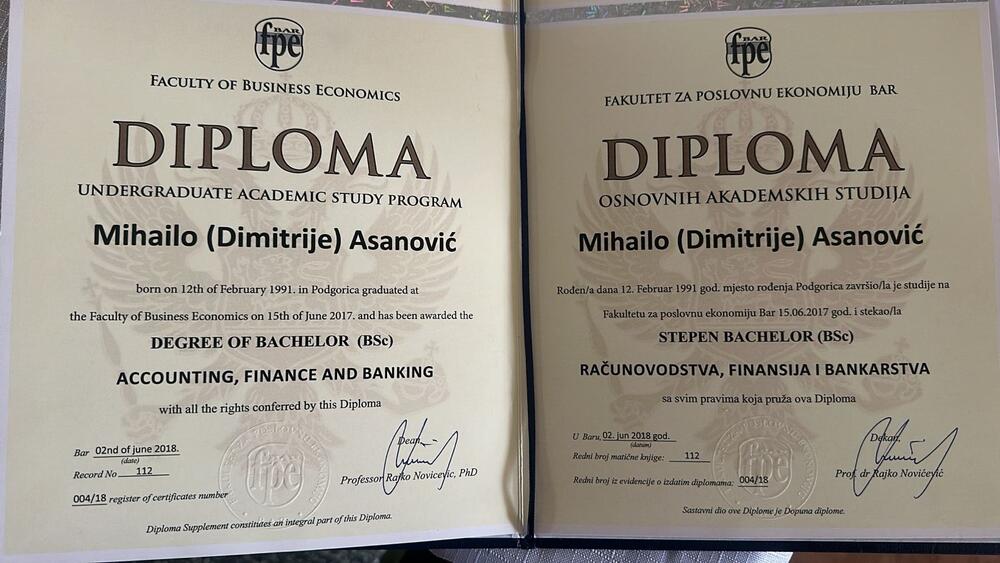 BAR
fpe
FACULTY OF BUSINESS ECONOMICS
DIPLOMA
UNDERGRADUATE ACADEMIC STUDY PROGRAM
Mihailo (Dimitrije) Asanović
born on 12th of February 1991. in Podgorica graduated at
the Faculty of Business Economics on 15th of June 2017. and has been awarded the
DEGREE OF BACHELOR (BSc)
ACCOUNTING, FINANCE AND BANKING
with all the rights conferred by this Diploma
Bar 02nd of june 2018.
(date)
Record No 112
004/18 register of certificates number
Dean,
Professor Rajko Novicevic, PhD
fpe
Diploma Supplement constitutes an integral part of this Diploma.
BAR
fpe
FAKULTET ZA POSLOVNU EKONOMIJU BAR
DIPLOMA
OSNOVNIH AKADEMSKIH STUDIJA
Mihailo (Dimitrije) Asanović
Rođen/a dana 12. Februar 1991 god. mjesto rođenja Podgorica završio/la je studije na
Fakultetu za poslovnu ekonomiju Bar 15.06.2017 god. i stekao/la
STEPEN BACHELOR (BSc)
RAČUNOVODSTVA, FINANSIJA I BANKARSTVA
sa svim pravima koja pruža ova Diploma
U Baru, 02. jun 2018 god.
(datum)
Redni broj matične knjige: 112
Redni broj iz evidencije o izdatim diplomama: 004/18
Dekan,
Prof. dr Rajko Novićević
fpe
Sastavni dio ove Diplome je Dopuna diplome.